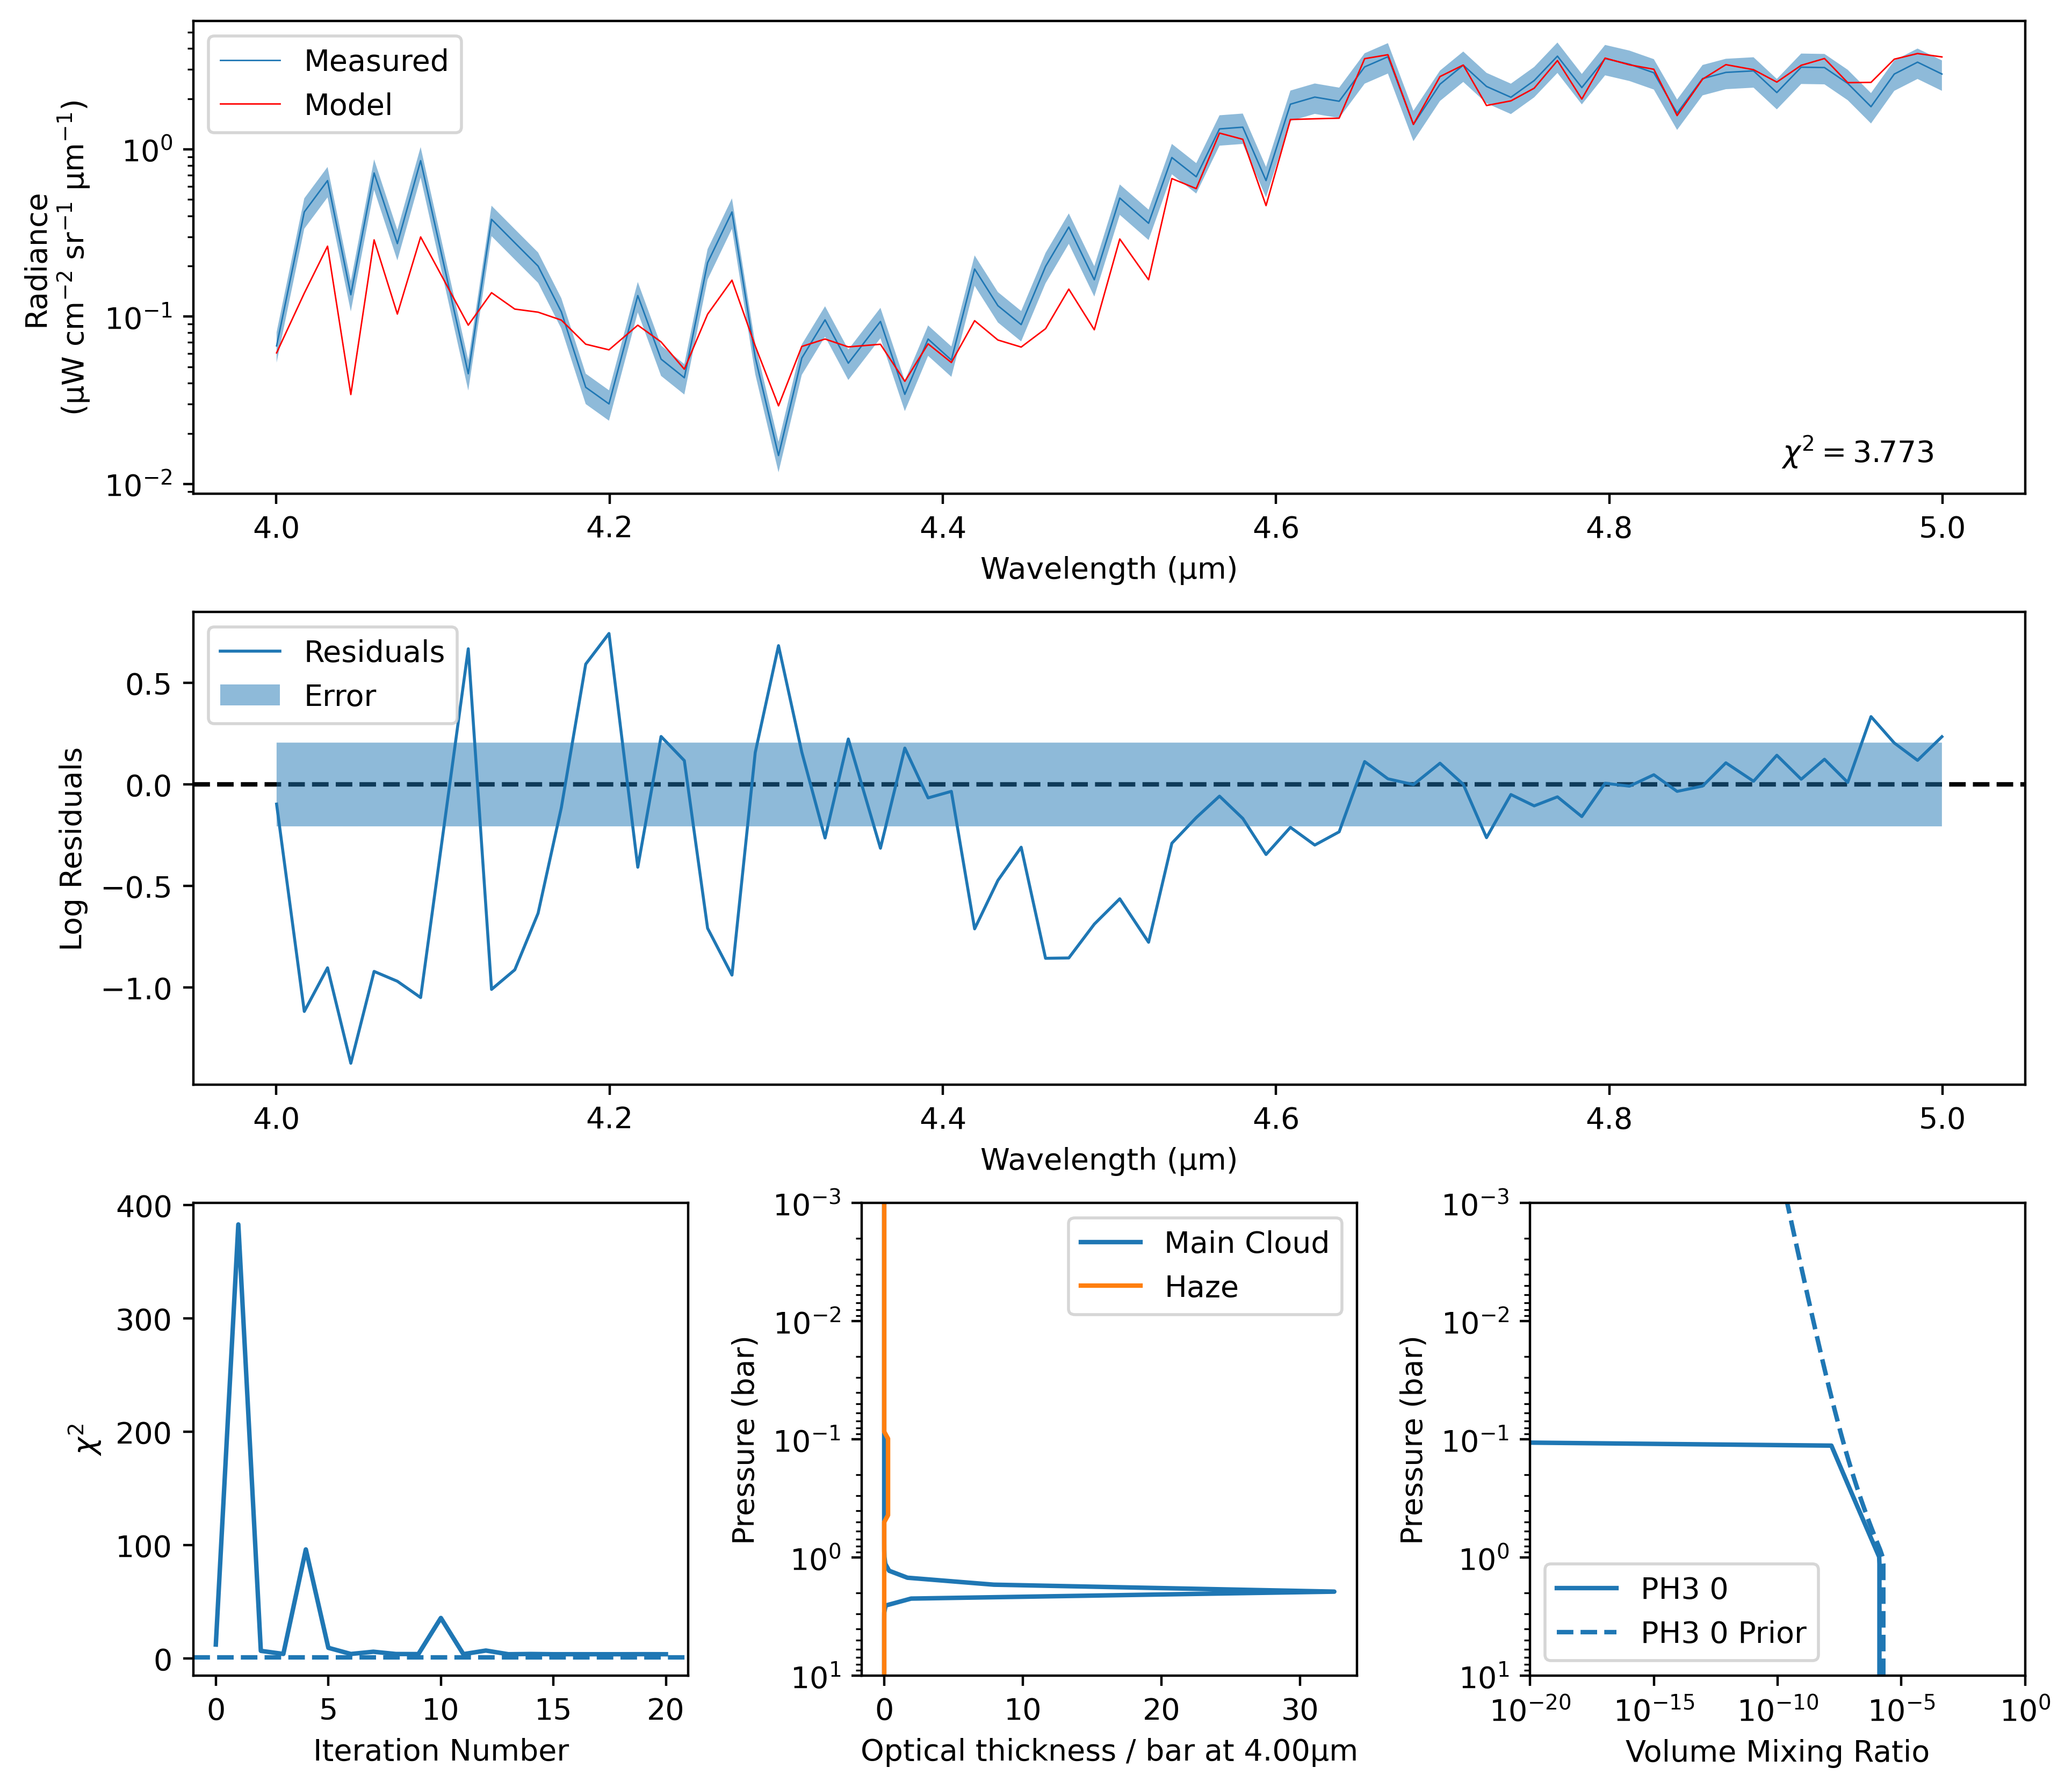 Measured
Model
Radiance
(µW cm⁻² sr⁻¹ µm⁻¹)
10⁰
10⁻¹
10⁻²
χ² = 3.773
4.0 4.2 4.4 4.6 4.8 5.0
Wavelength (µm)
Residuals
Error
Log Residuals
0.5
0.0
−0.5
−1.0
4.0 4.2 4.4 4.6 4.8 5.0
Wavelength (µm)
χ²
400
300
200
100
0
0 5 10 15 20
Iteration Number
Main Cloud
Haze
Pressure (bar)
10⁻³
10⁻²
10⁻¹
10⁰
10¹
0 10 20 30
Optical thickness / bar at 4.00µm
Pressure (bar)
10⁻³
10⁻²
10⁻¹
10⁰
10¹
PH3 0
PH3 0 Prior
10⁻²⁰ 10⁻¹⁵ 10⁻¹⁰ 10⁻⁵ 10⁰
Volume Mixing Ratio